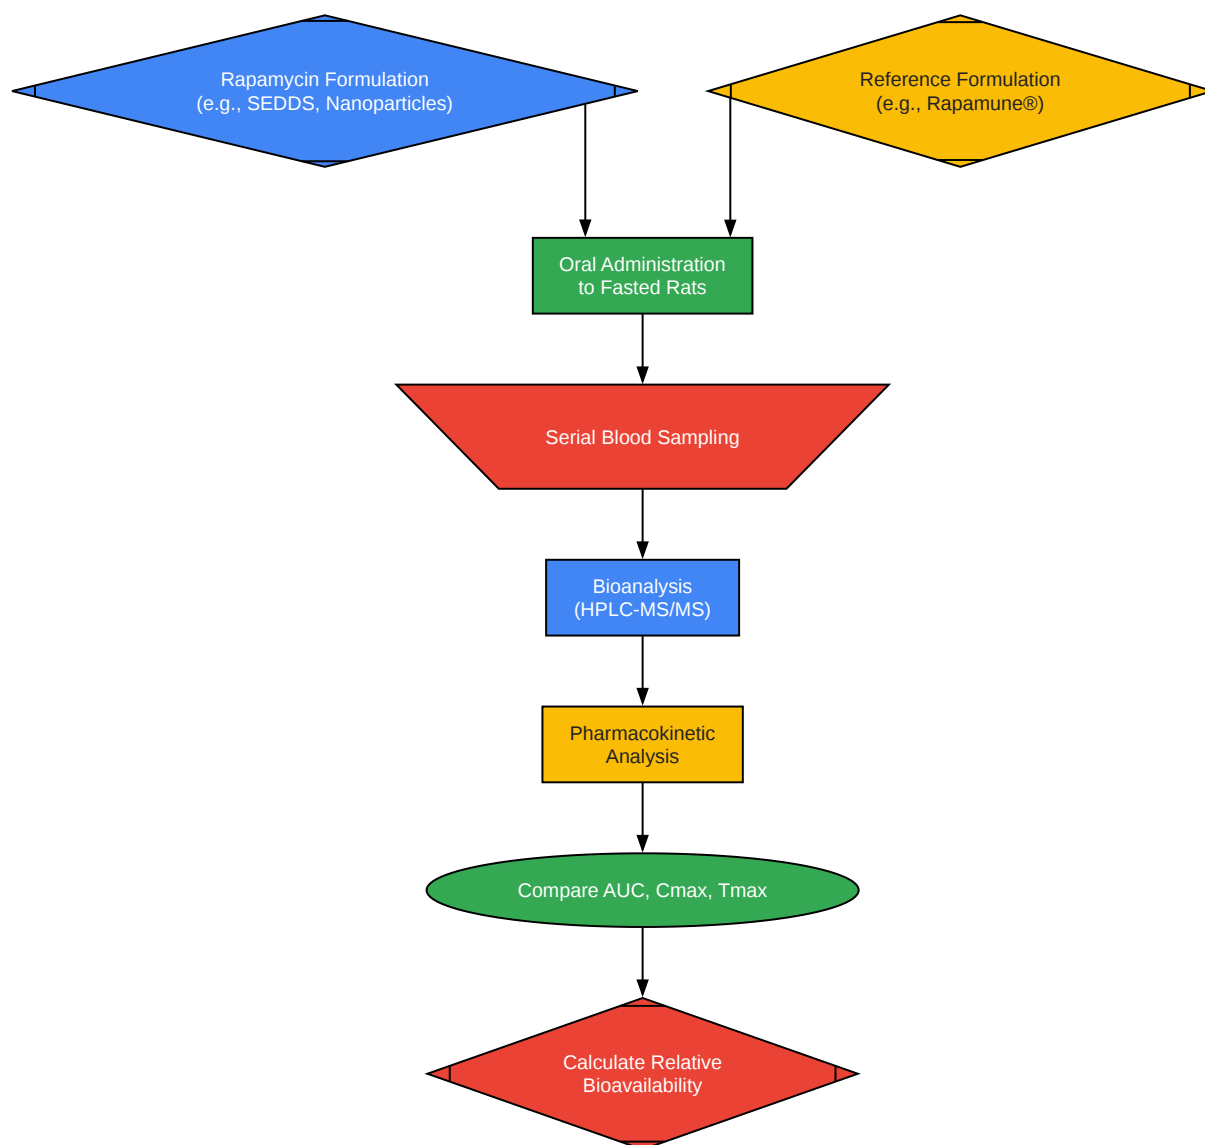 Rapamycin Formulation
(e.g., SEDDS, Nanoparticles)
Reference Formulation
(e.g., Rapamune®)
Oral Administration
to Fasted Rats
Serial Blood Sampling
Bioanalysis
(HPLC-MS/MS)
Pharmacokinetic
Analysis
Compare AUC, Cmax, Tmax
Calculate Relative
Bioavailability